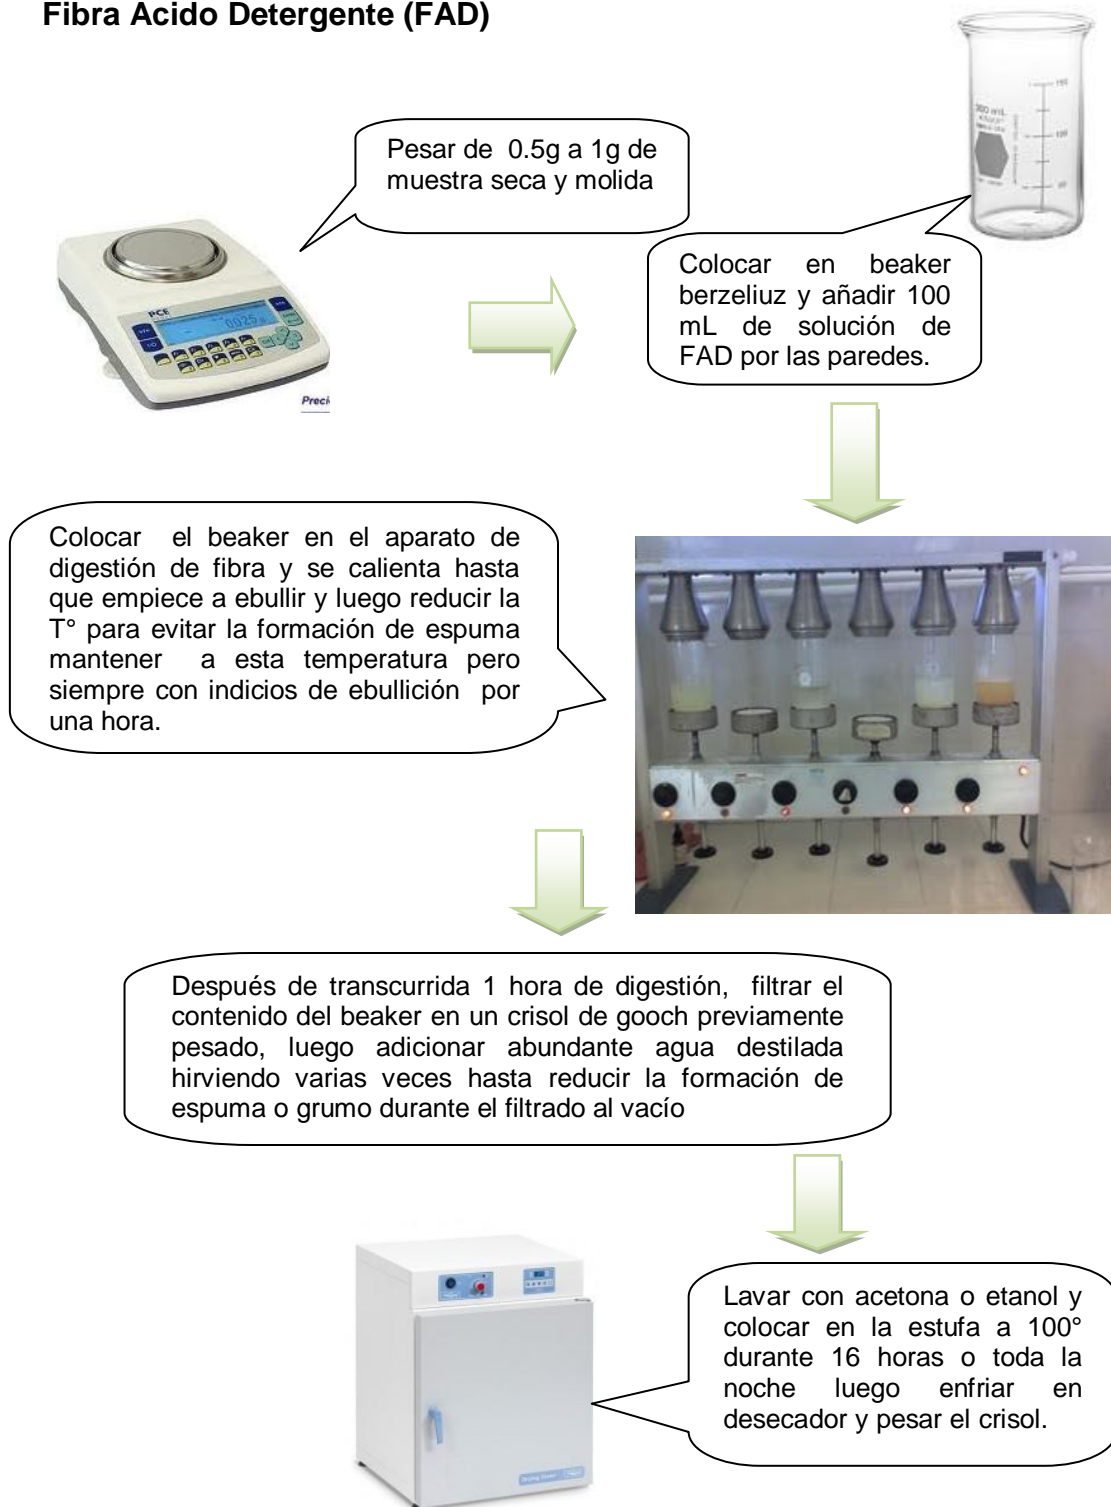 Fibra Acido Detergente (FAD)
Pesar de 0.5g a 1g de
muestra seca y molida
Colocar en beaker
berzeliuz y añadir 100
mL de solución de
FAD por las paredes.
PCE
0025
Preci
Colocar el beaker en el aparato de
digestión de fibra y se calienta hasta
que empiece a ebullir y luego reducir la
T° para evitar la formación de espuma
mantener a esta temperatura pero
siempre con indicios de ebullición por
una hora.
Después de transcurrida 1 hora de digestión, filtrar el
contenido del beaker en un crisol de gooch previamente
pesado, luego adicionar abundante agua destilada
hirviendo varias veces hasta reducir la formación de
espuma o grumo durante el filtrado al vacío
Lavar con acetona o etanol y
colocar en la estufa a 100°
durante 16 horas o toda la
noche luego enfriar en
desecador y pesar el crisol.